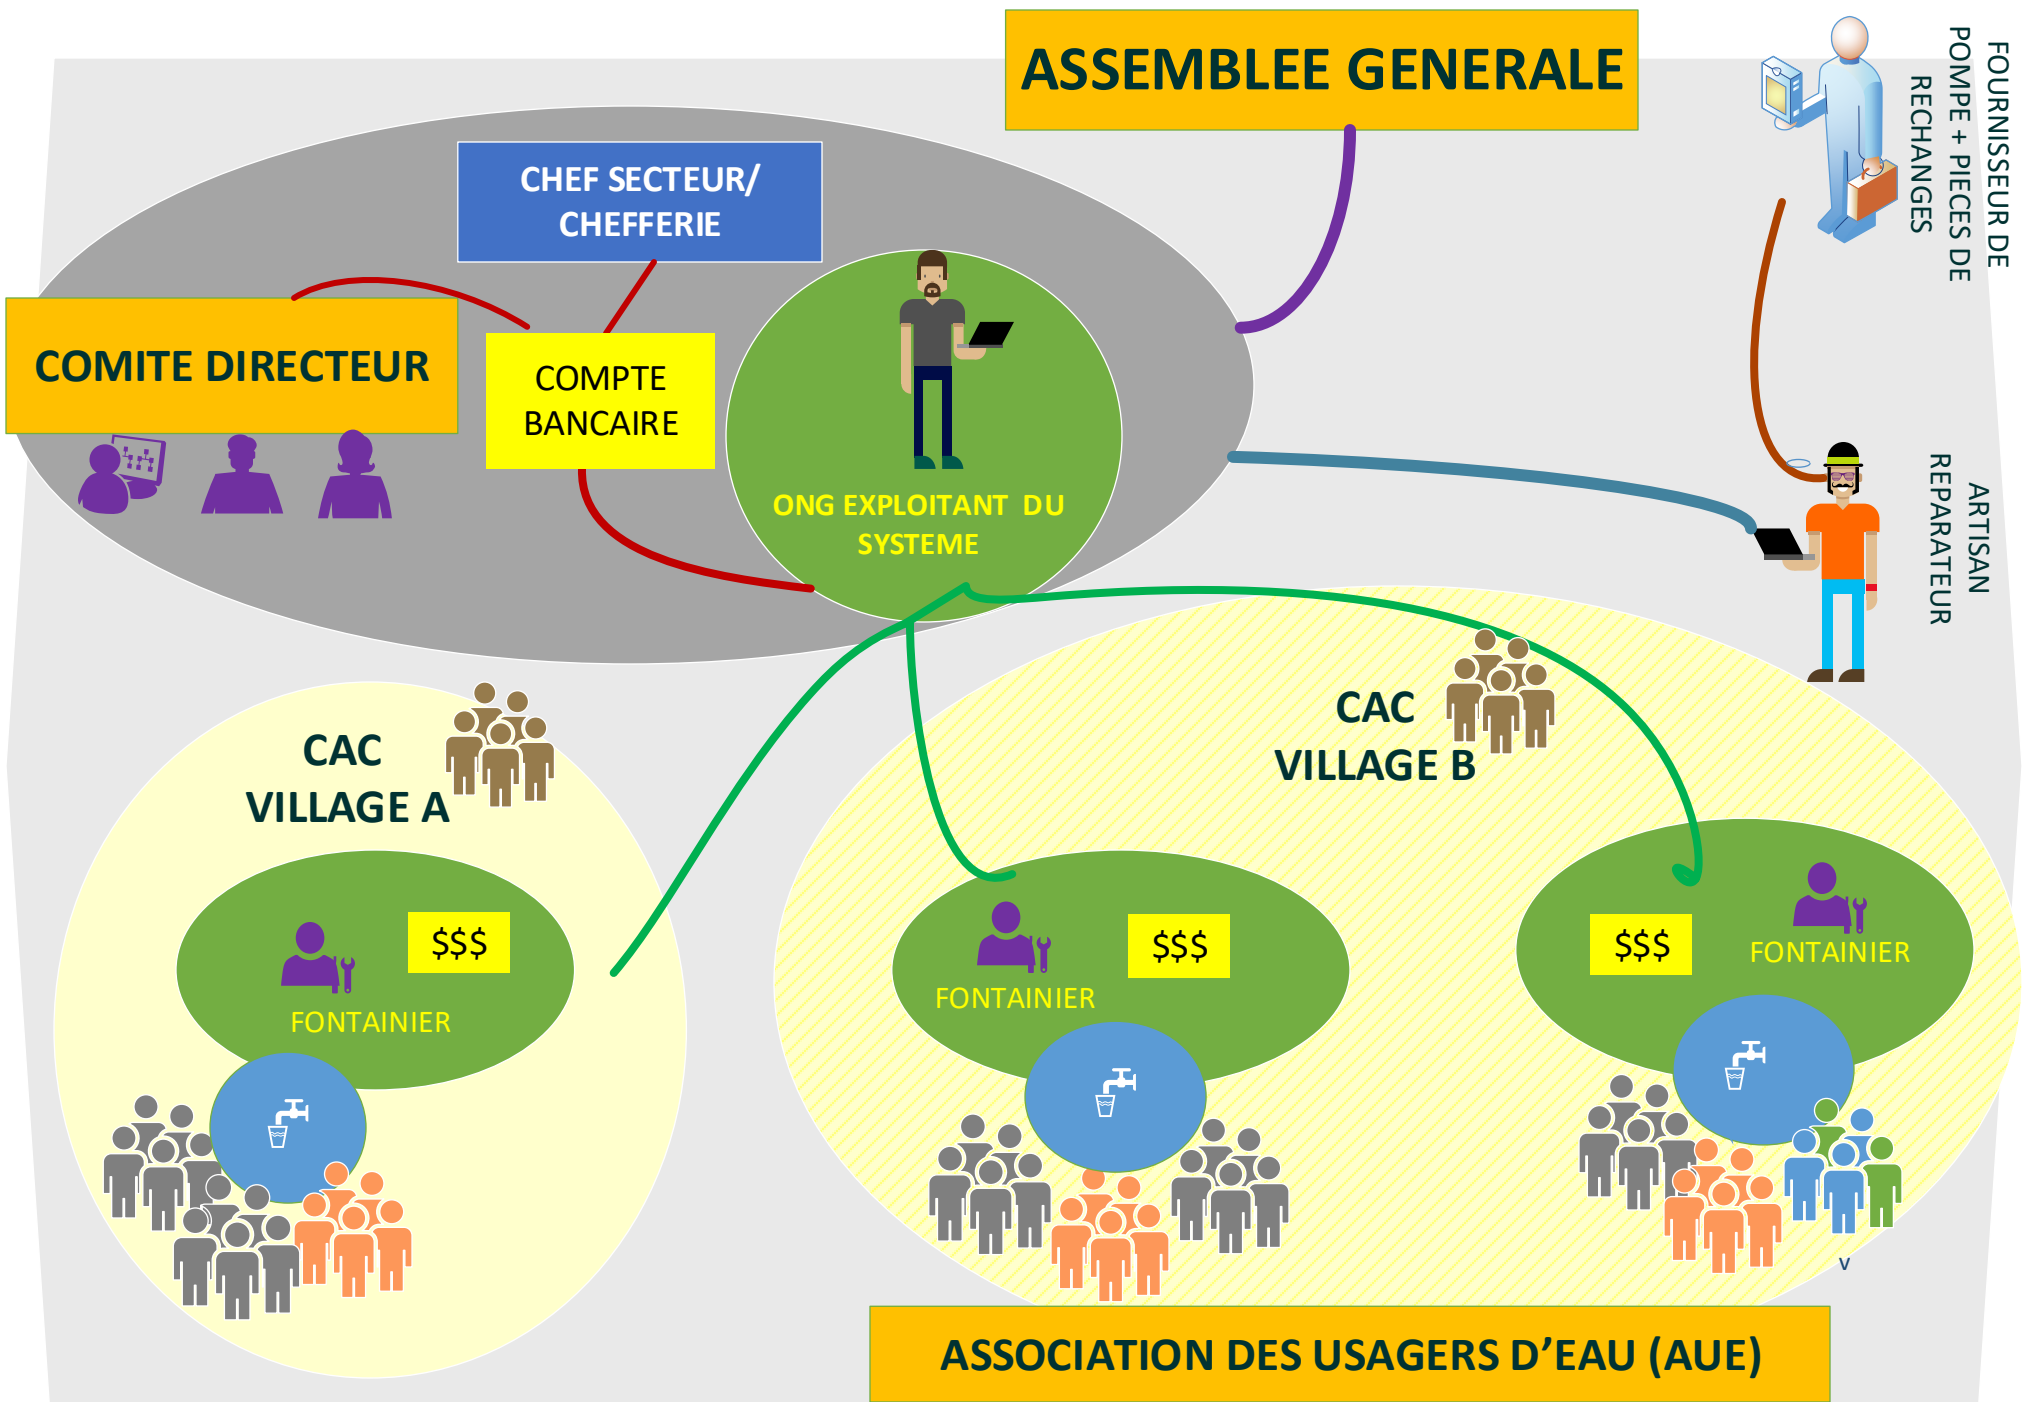 ASSEMBLEE GENERALE
FOURNISSEUR DE
POMPE + PIECES DE
RECHANGES
CHEF SECTEUR/
CHEFFERIE
COMITE DIRECTEUR
COMPTE
BANCAIRE
ONG EXPLOITANT DU
SYSTEME
ARTISAN
REPARATEUR
CAC
VILLAGE A
CAC
VILLAGE B
$$$
FONTAINIER
$$$
FONTAINIER
$$$
FONTAINIER
v
ASSOCIATION DES USAGERS D’EAU (AUE)